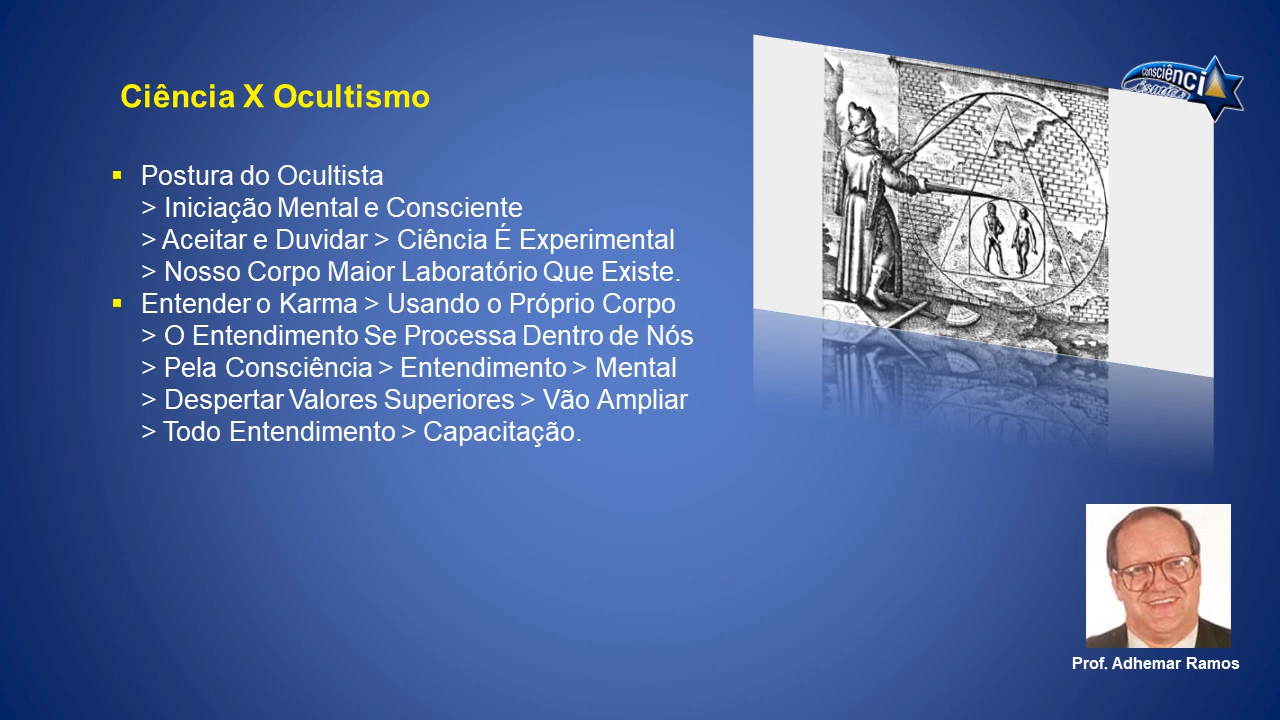 Ciência X Ocultismo
consciênci
Postura do Ocultista
> Iniciação Mental e Consciente
> Aceitar e Duvidar > Ciência É Experimental
> Nosso Corpo Maior Laboratório Que Existe.
Entender o Karma > Usando o Próprio Corpo
> O Entendimento Se Processa Dentro de Nós
> Pela Consciência > Entendimento > Mental
> Despertar Valores Superiores > Vão Ampliar
> Todo Entendimento > Capacitação.
Prof. Adhemar Ramos